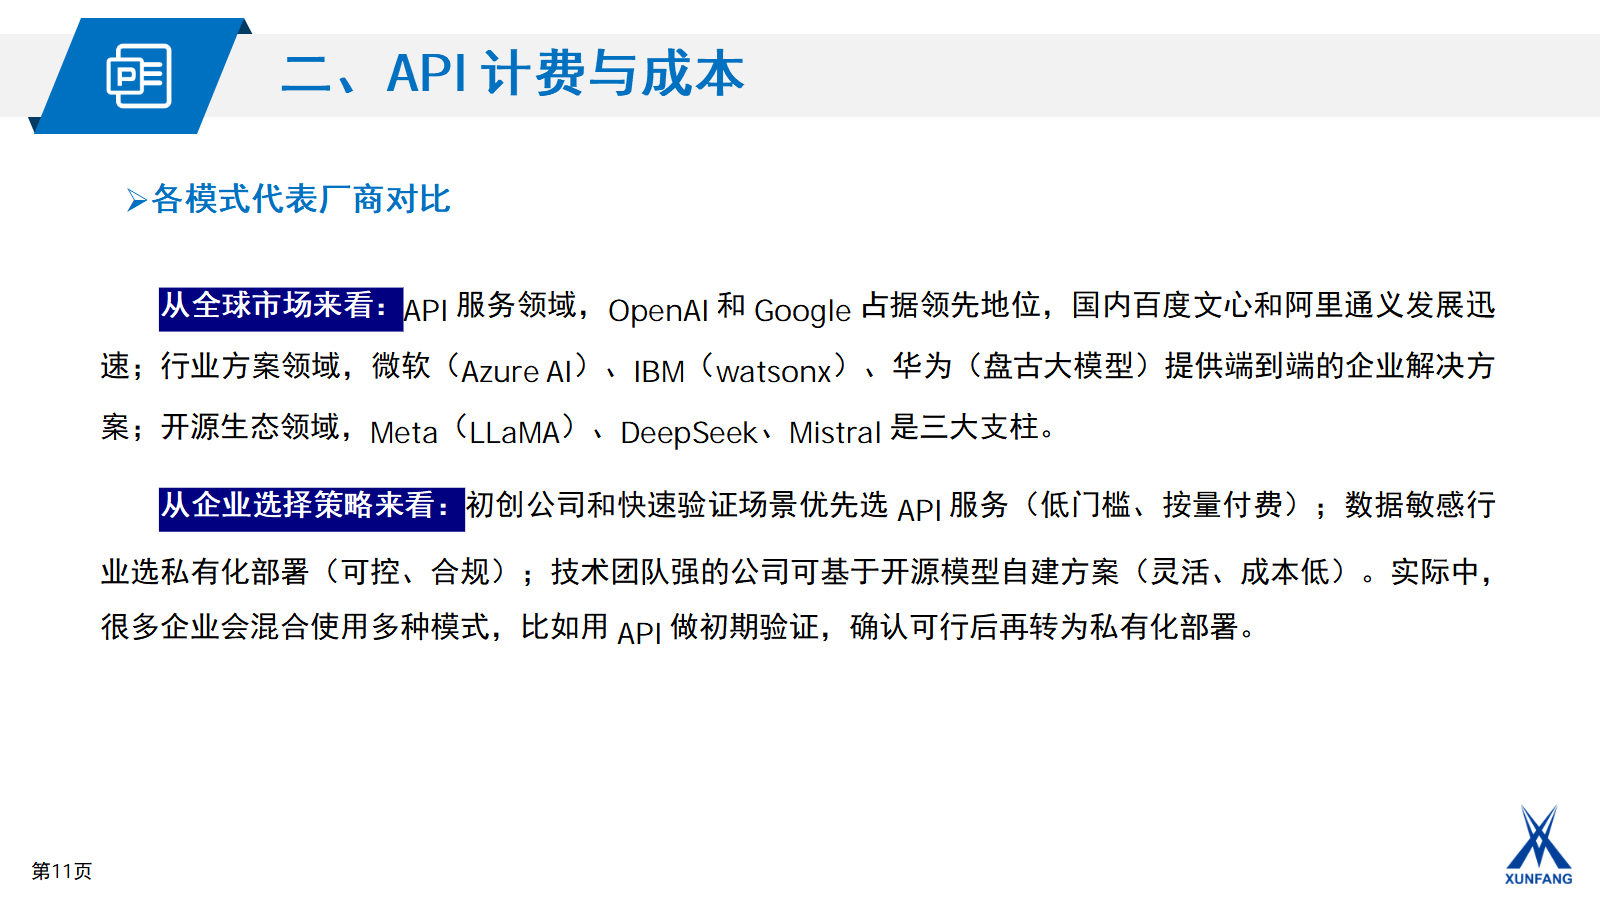 二、API 计费与成本
➢各模式代表厂商对比
从全球市场来看：API 服务领域，OpenAI 和 Google 占据领先地位，国内百度文心和阿里通义发展迅
速；行业方案领域，微软（Azure AI）、IBM（watsonx）、华为（盘古大模型）提供端到端的企业解决方
案；开源生态领域，Meta（LLaMA）、DeepSeek、Mistral 是三大支柱。
从企业选择策略来看：初创公司和快速验证场景优先选 API 服务（低门槛、按量付费）；数据敏感行
业选私有化部署（可控、合规）；技术团队强的公司可基于开源模型自建方案（灵活、成本低）。实际中，
很多企业会混合使用多种模式，比如用 API 做初期验证，确认可行后再转为私有化部署。
第11页
XUNFANG